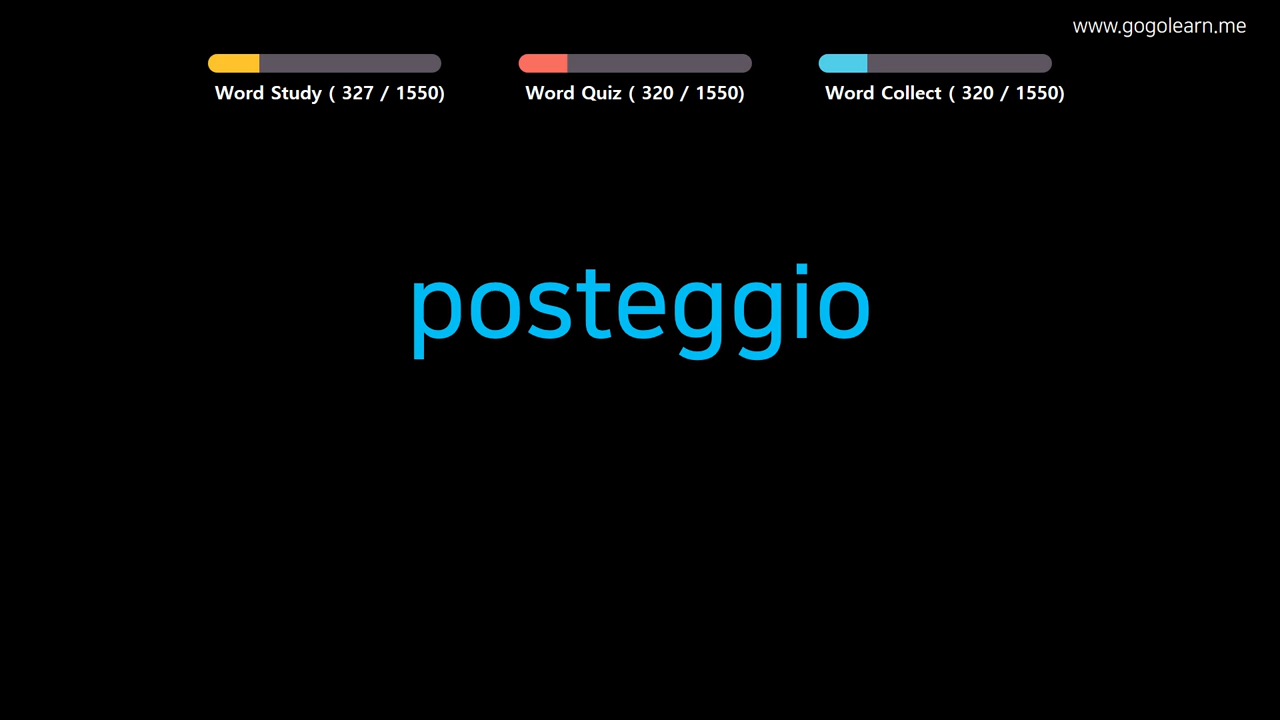 www.gogolearn.me
Word Study ( 327 / 1550) Word Quiz ( 320 / 1550) Word Collect ( 320 / 1550)
posteggio